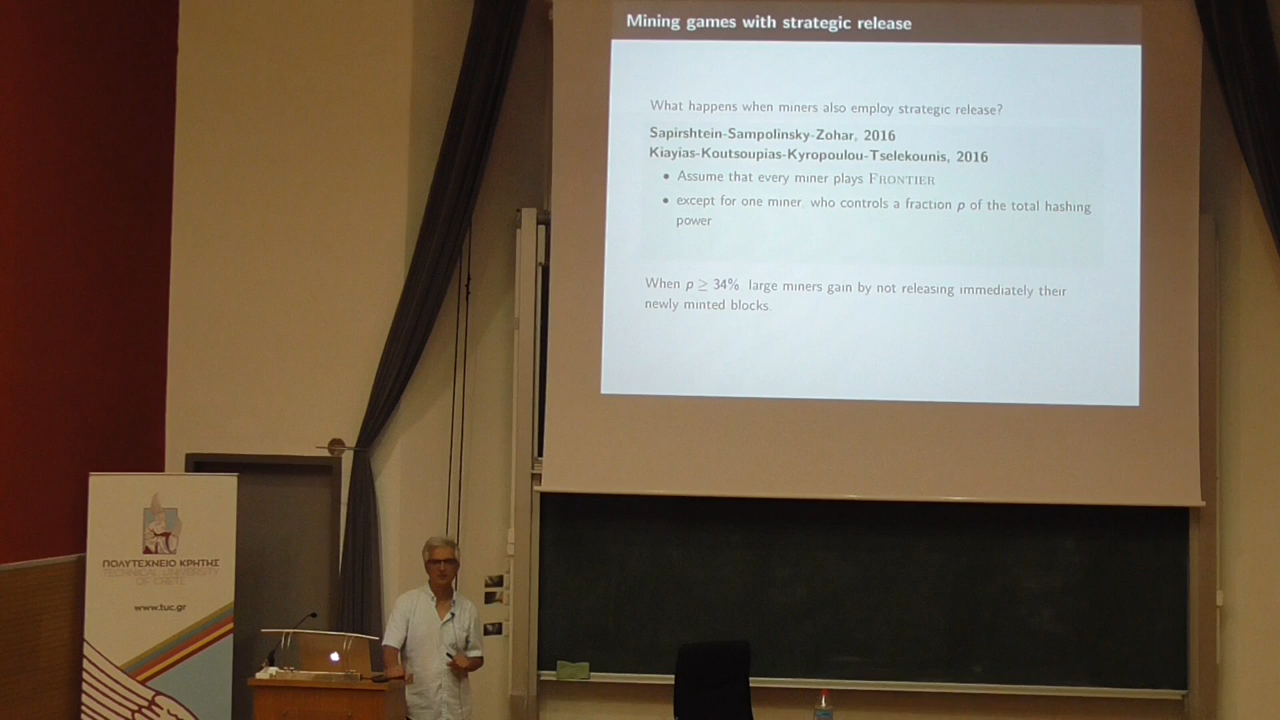 Mining games with strategic release
What happens when miners also employ strategic release?
Sapirshtein-Sampolinsky-Zohar, 2016
Kiayias-Koutsoupias-Kyropoulou-Tselekounis, 2016
• Assume that every miner plays FRONTIER
• except for one miner, who controls a fraction p of the total hashing
power
When p ≥ 34%, large miners gain by not releasing immediately their
newly minted blocks.
ΠΟΛΥΤΕΧΝΕΙΟ ΚΡΗΤΗΣ
TECHNICAL UNIVERSITY
OF CRETE
www.tuc.gr